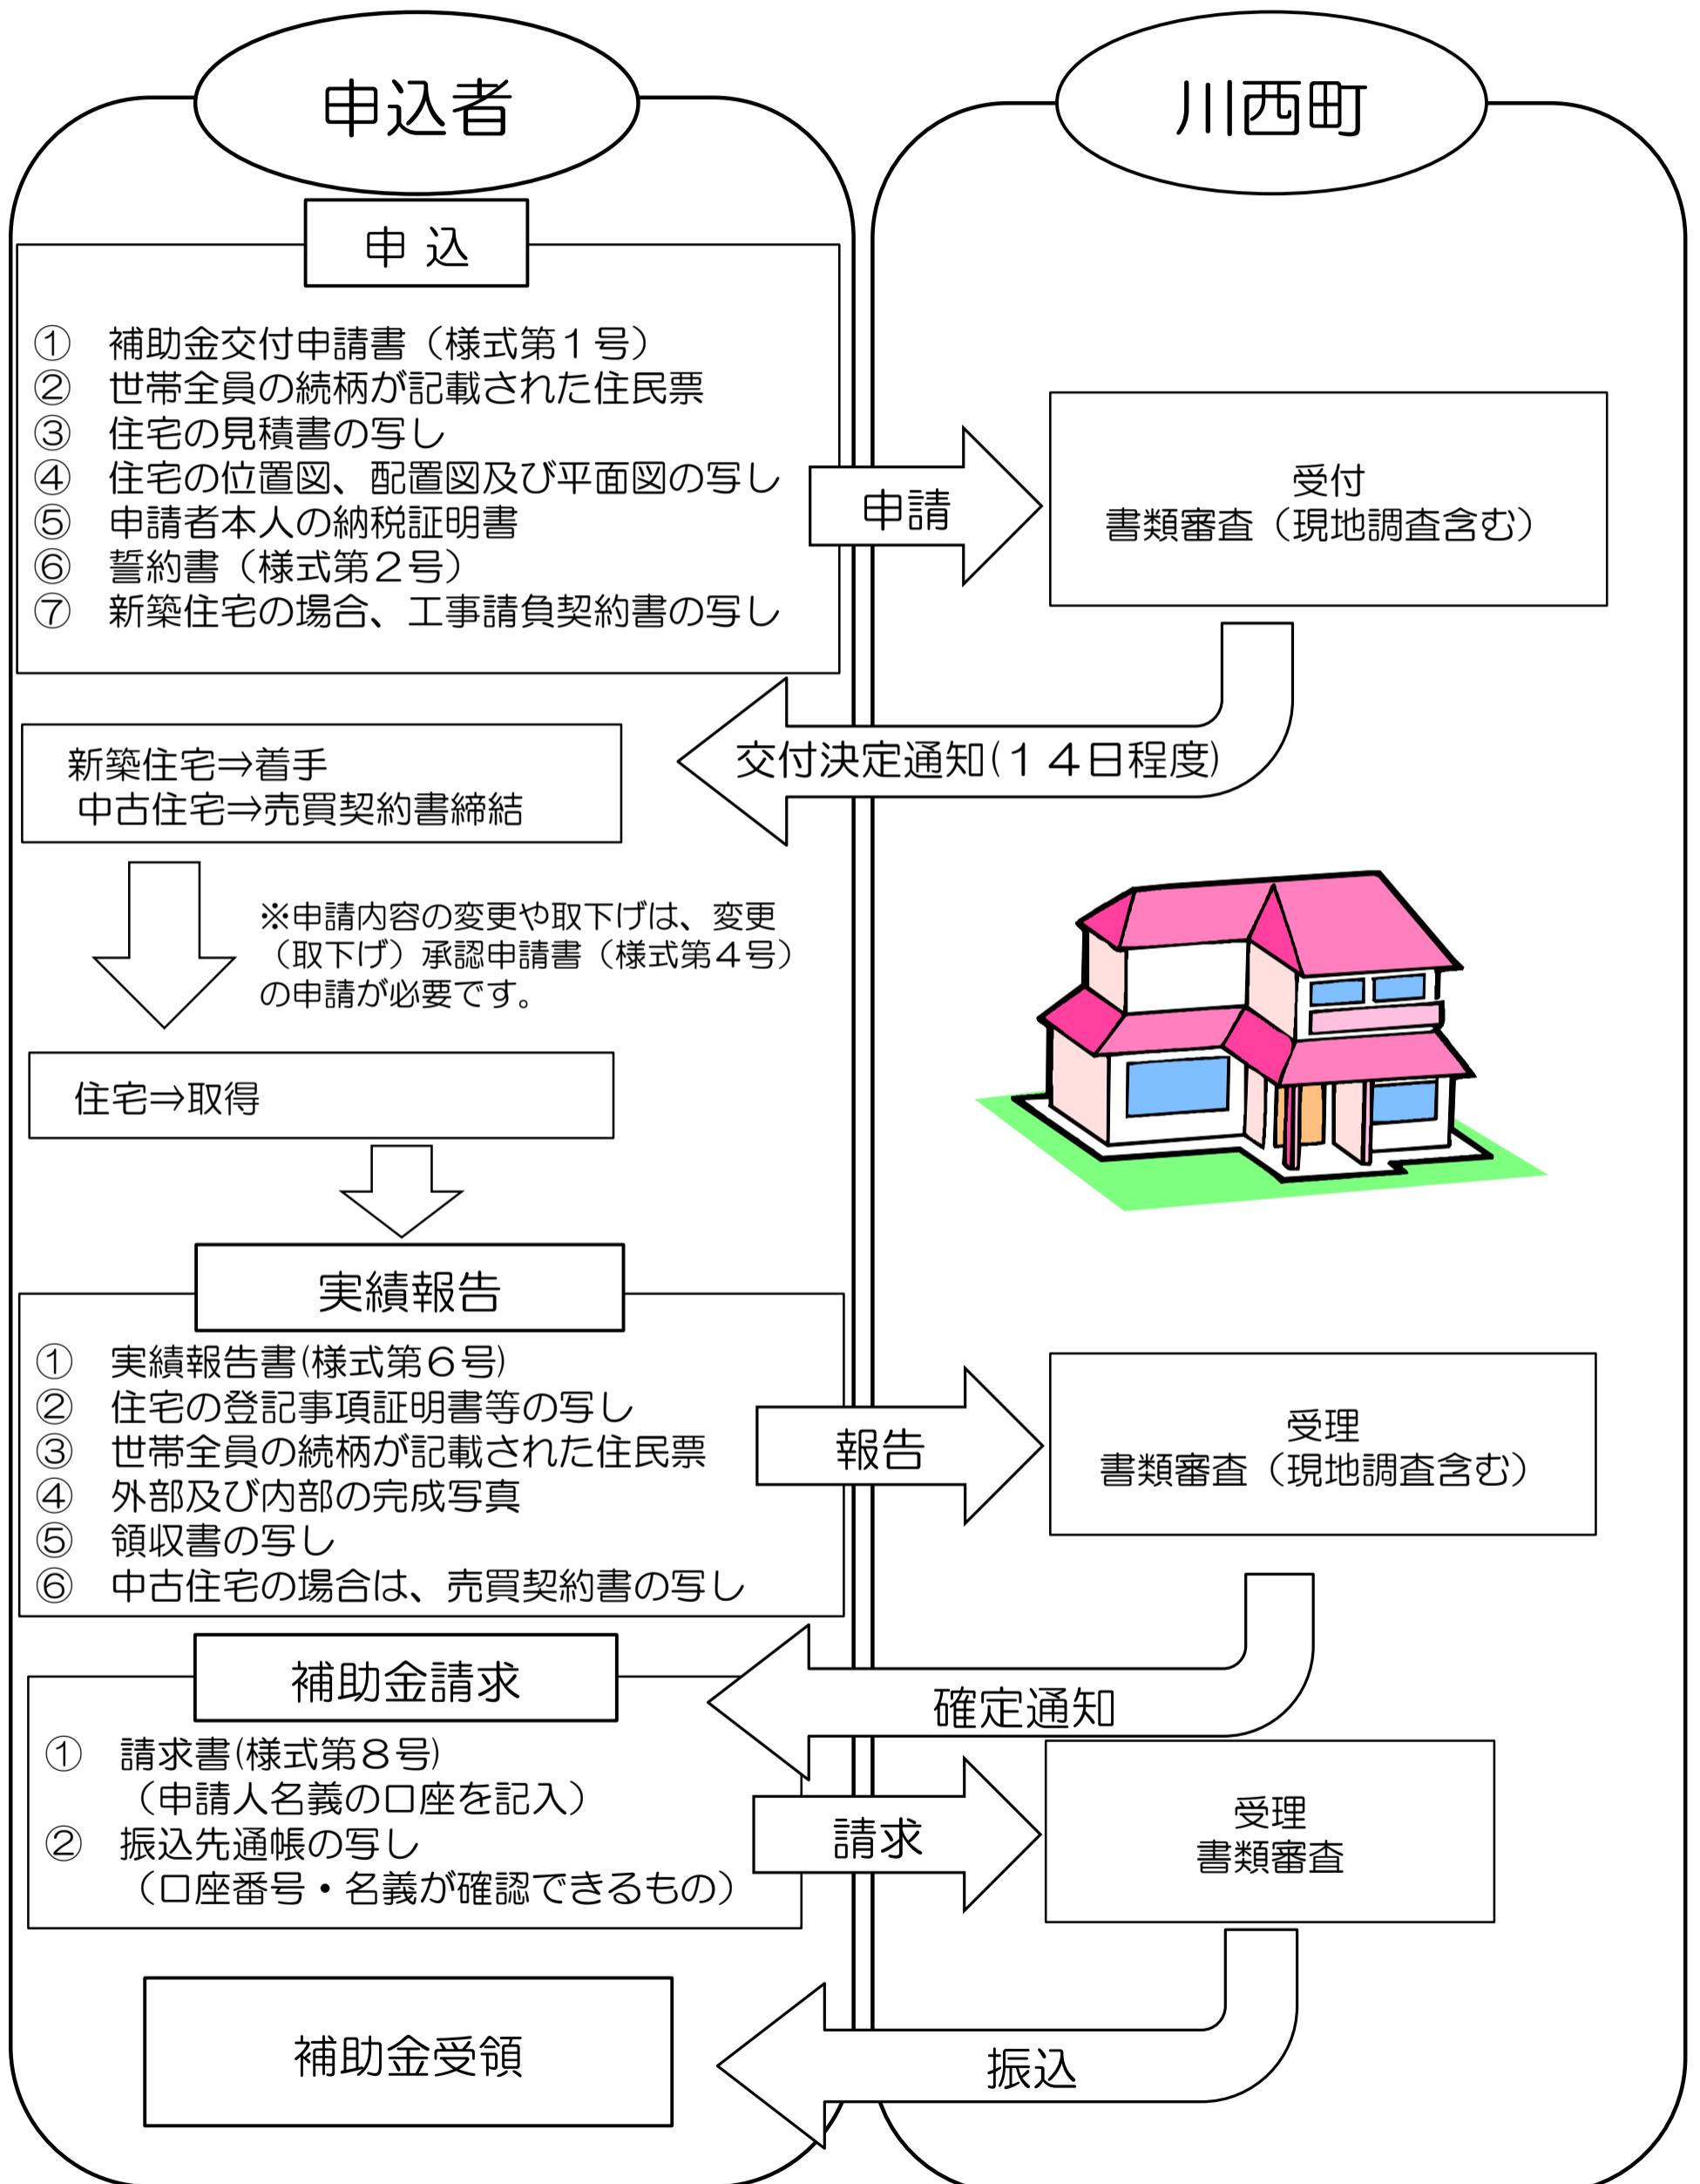 申込者
川西町
申 込
① 補助金交付申請書（様式第１号）
② 世帯全員の続柄が記載された住民票
③ 住宅の見積書の写し
④ 住宅の位置図、配置図及び平面図の写し
⑤ 申請者本人の納税証明書
⑥ 誓約書（様式第２号）
⑦ 新築住宅の場合、工事請負契約書の写し
申請
受付
書類審査（現地調査含む）
交付決定通知(１４日程度)
新築住宅⇒着手
中古住宅⇒売買契約書締結
※申請内容の変更や取下げは、変更
（取下げ）承認申請書（様式第４号）
の申請が必要です。
住宅⇒取得
実績報告
① 実績報告書(様式第６号)
② 住宅の登記事項証明書等の写し
③ 世帯全員の続柄が記載された住民票
④ 外部及び内部の完成写真
⑤ 領収書の写し
⑥ 中古住宅の場合は、売買契約書の写し
報告
受理
書類審査（現地調査含む）
確定通知
補助金請求
① 請求書(様式第８号)
（申請人名義の口座を記入）
② 振込先通帳の写し
（口座番号・名義が確認できるもの）
請求
受理
書類審査
振込
補助金受領